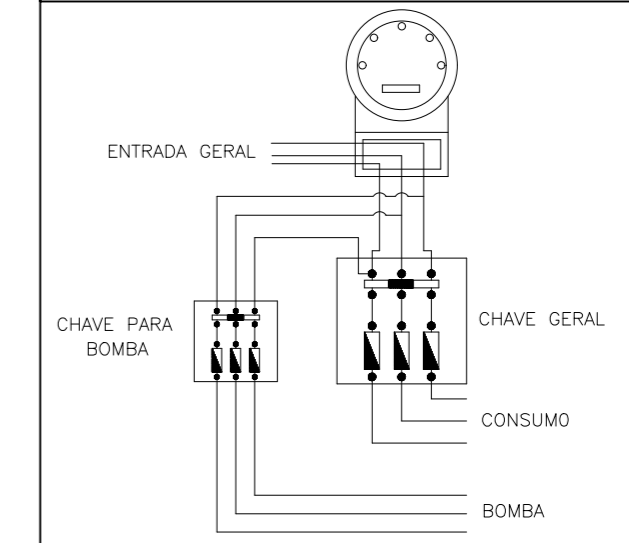 ENTRADA GERAL
CHAVE PARA
BOMBA
CHAVE GERAL
CONSUMO
BOMBA